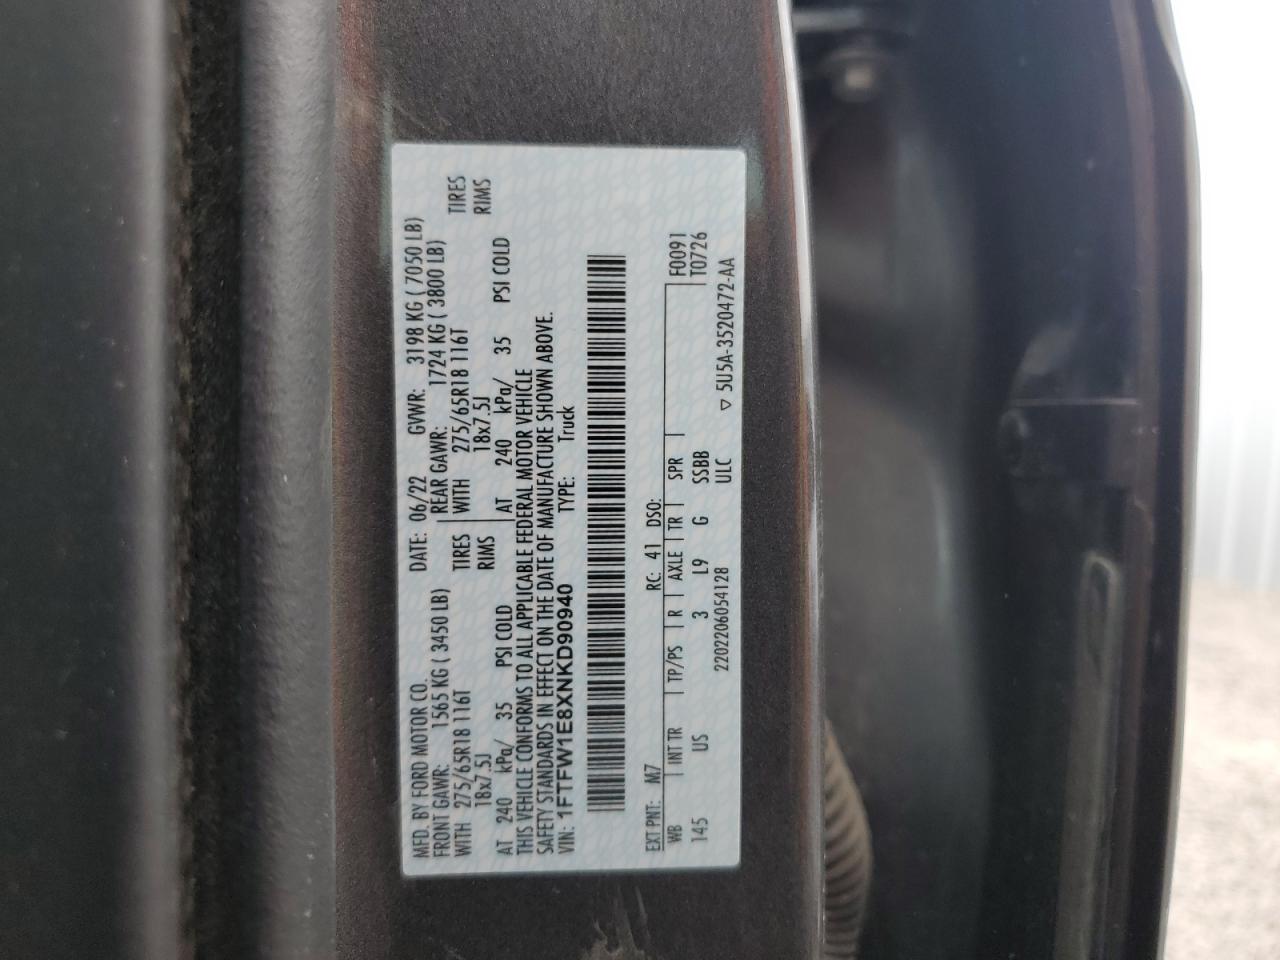 MFD. BY FORD MOTOR CO. DATE: 06/22 GVWR: 3198 KG ( 7050 LB)
FRONT GAWR: 1565 KG ( 3450 LB) REAR GAWR: 1724 KG ( 3800 LB)
WITH 275/65R18 116T TIRES WITH 275/65R18 116T TIRES
18x7.5J RIMS 18x7.5J RIMS
AT 240 kPa/ 35 PSI COLD AT 240 kPa/ 35 PSI COLD
THIS VEHICLE CONFORMS TO ALL APPLICABLE FEDERAL MOTOR VEHICLE
SAFETY STANDARDS IN EFFECT ON THE DATE OF MANUFACTURE SHOWN ABOVE.
VIN: 1FTFW1E8XNKD90940 TYPE: Truck
EXT PNT: M7 RC: 41 DSO:
WB INT TR TP/PS R AXLE TR SPR F0091
145 US 3 L9 G SSBB T0726
2202206054128 ULC ▽ 5U5A-3520472-AA